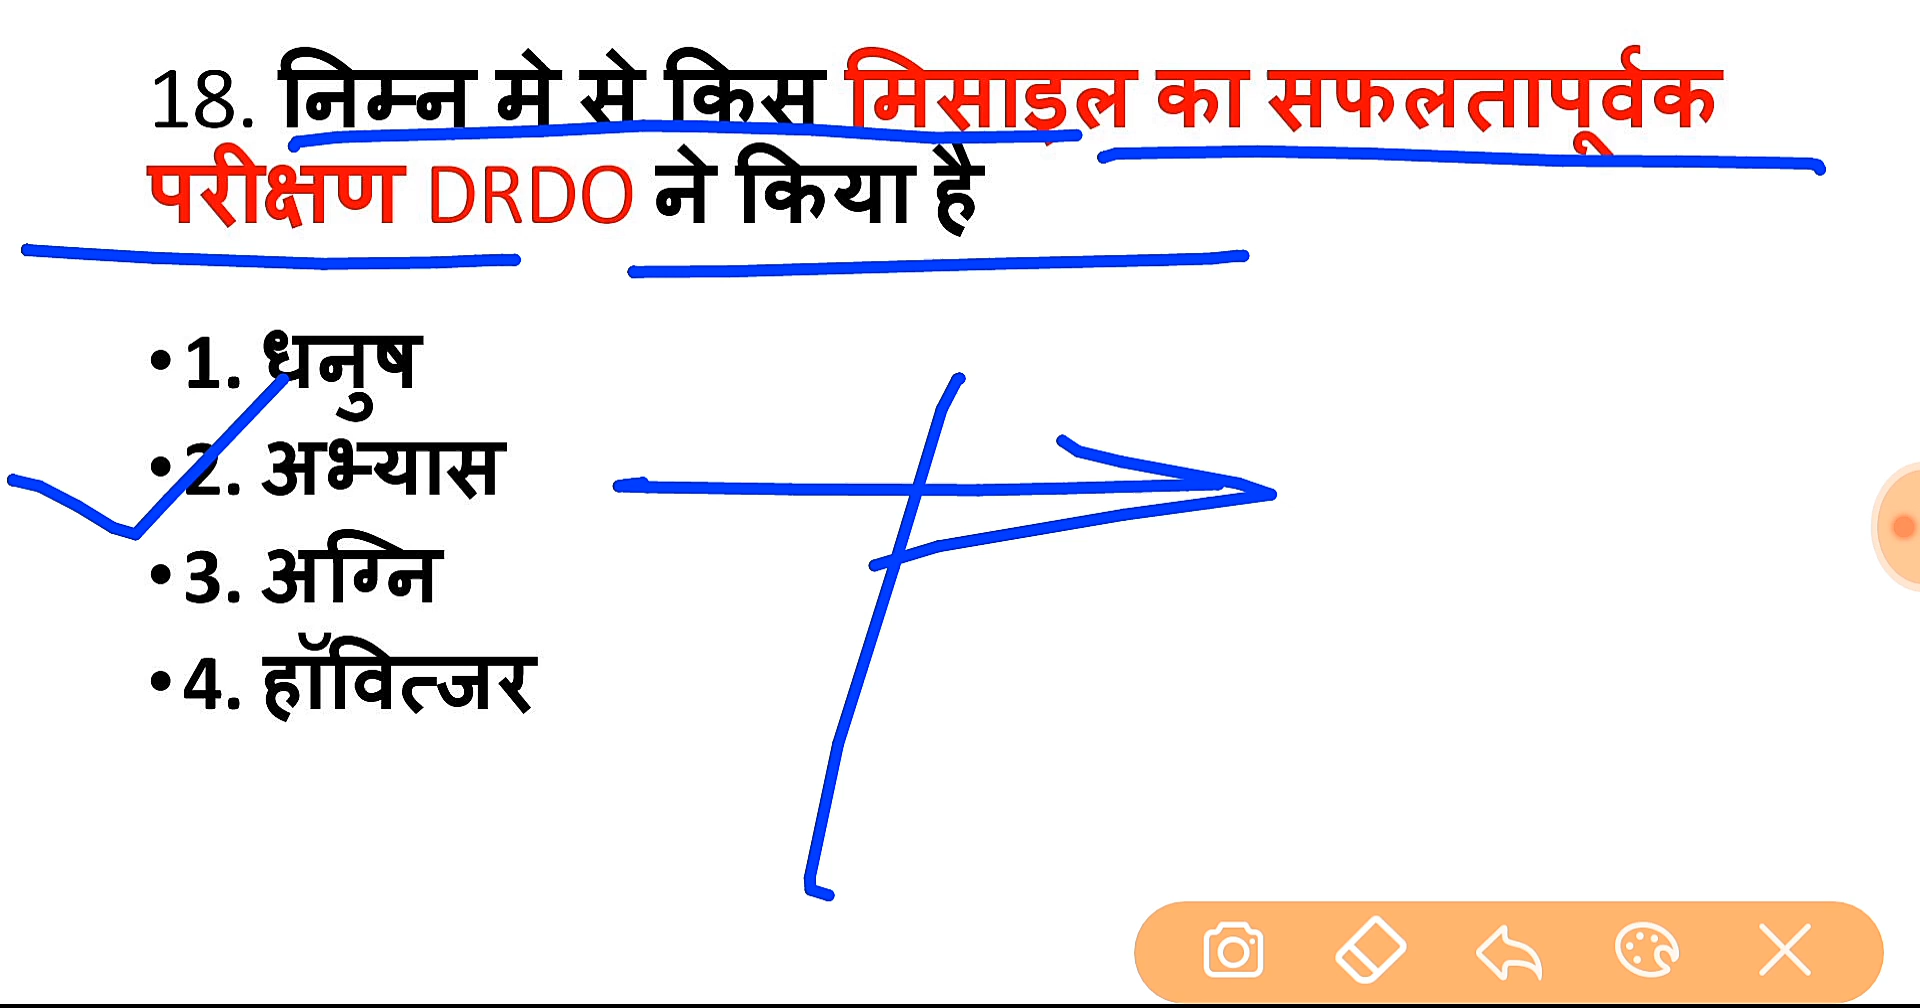 18. निम्न मे से किस मिसाइल का सफलतापूर्वक
परीक्षण DRDO ने किया है
•1. धनुष
•2. अभ्यास
•3. अग्नि
•4. हॉवित्जर